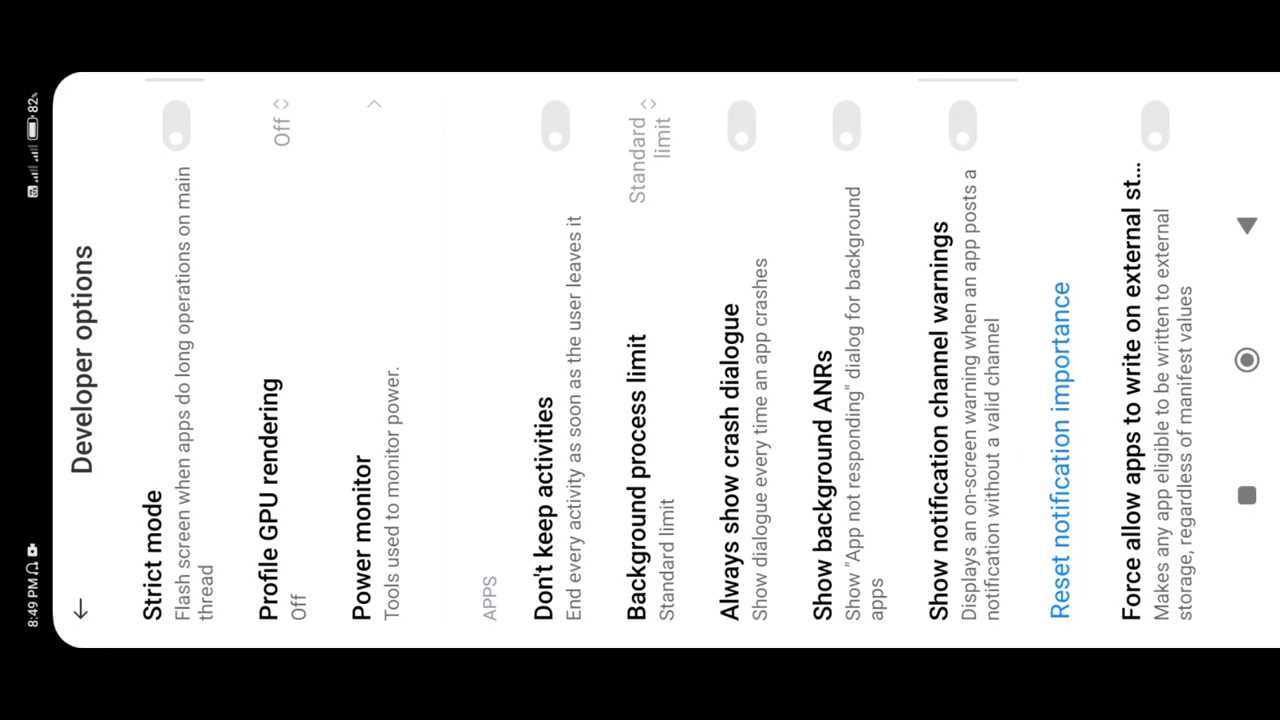 8:49 PM 82%
Developer options
Strict mode
Flash screen when apps do long operations on main
thread
Profile GPU rendering
Off
Off
Power monitor
Tools used to monitor power.
APPS
Don't keep activities
End every activity as soon as the user leaves it
Background process limit
Standard limit
Standard
limit
Always show crash dialogue
Show dialogue every time an app crashes
Show background ANRs
Show "App not responding" dialog for background
apps
Show notification channel warnings
Displays an on-screen warning when an app posts a
notification without a valid channel
Reset notification importance
Force allow apps to write on external st...
Makes any app eligible to be written to external
storage, regardless of manifest values